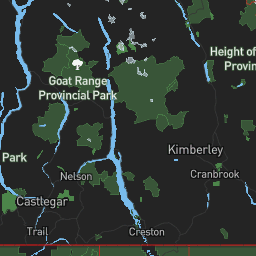 Height of
Provin
Goat Range
Provincial Park
Park
Kimberley
Nelson
Cranbrook
Castlegar
Trail
Creston